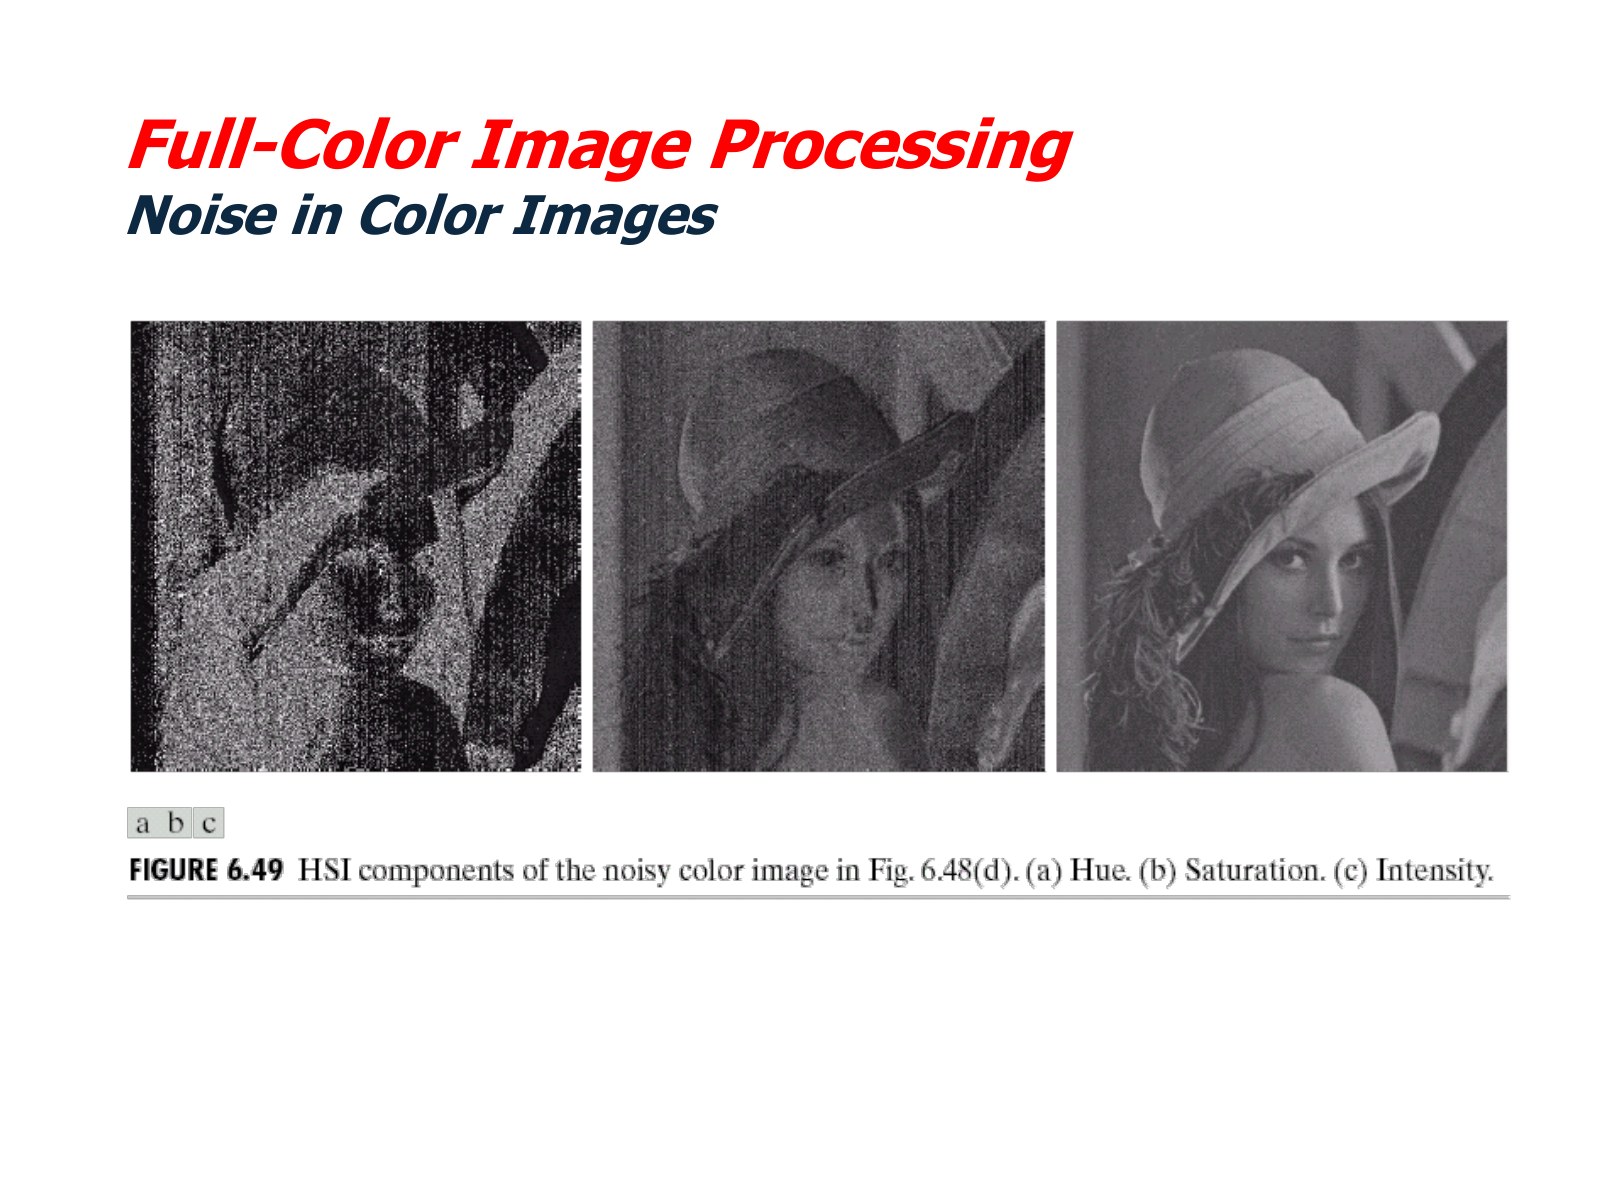 Full-Color Image Processing
Noise in Color Images
a b c
FIGURE 6.49 HSI components of the noisy color image in Fig. 6.48(d). (a) Hue. (b) Saturation. (c) Intensity.